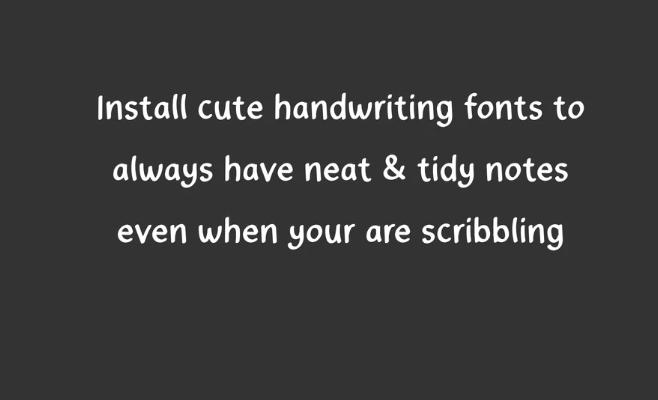 Install cute handwriting fonts to
always have neat & tidy notes
even when your are scribbling